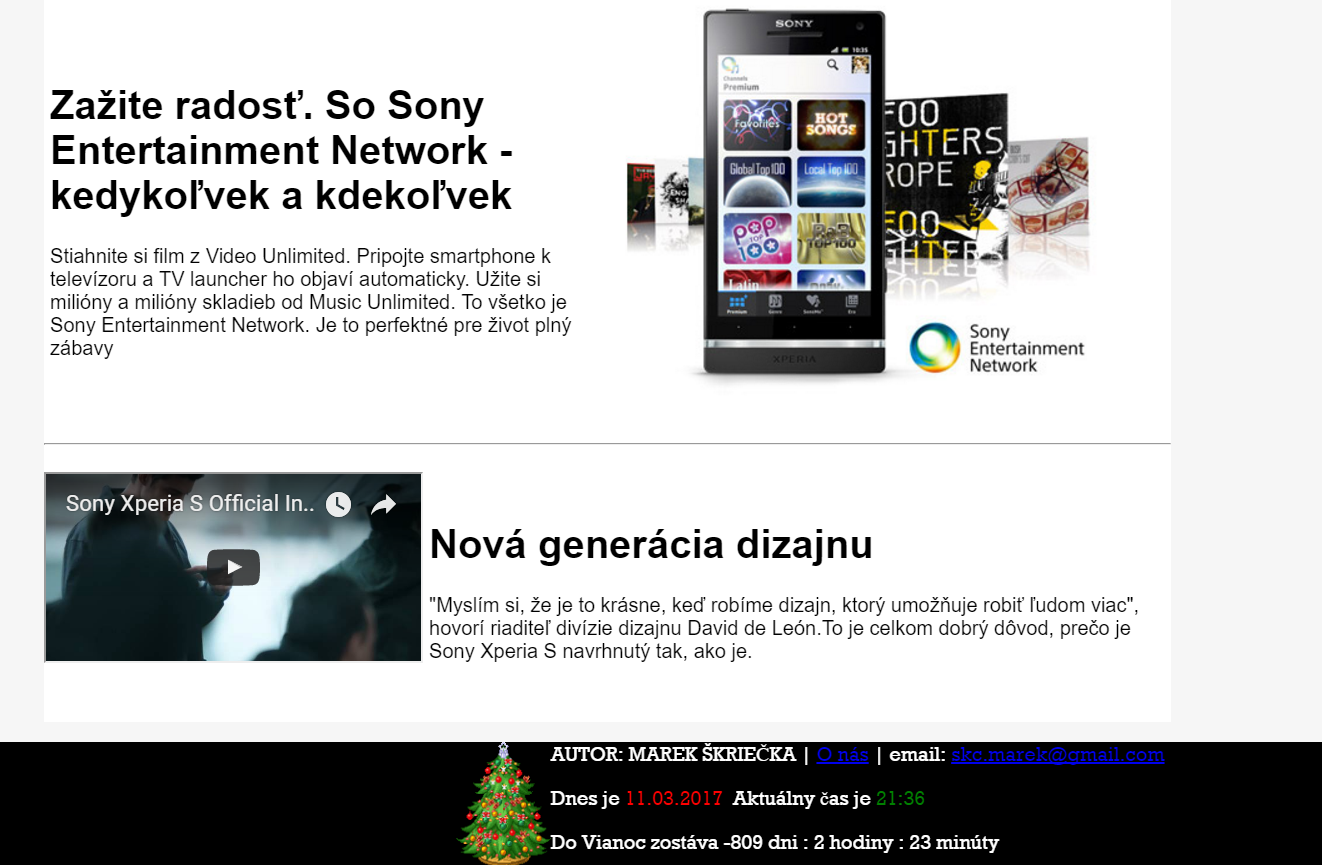 Zažite radosť. So Sony
Entertainment Network -
kedykoľvek a kdekoľvek
Stiahnite si film z Video Unlimited. Pripojte smartphone k
televízoru a TV launcher ho objaví automaticky. Užite si
milióny a milióny skladieb od Music Unlimited. To všetko je
Sony Entertainment Network. Je to perfektné pre život plný
zábavy
SONY
10:35
Channels
Premium
Favorites
HOT SONGS
Global Top 100
Local Top 100
POP TOP 100
R&B TOP 100
Latin
Premium
Genre
Era
XPERIA
FOO
FIGHTERS
FOO
FIGHTERS
Sony
Entertainment
Network
Sony Xperia S Official In..
Nová generácia dizajnu
"Myslím si, že je to krásne, keď robíme dizajn, ktorý umožňuje robiť ľudom viac",
hovorí riaditeľ divízie dizajnu David de León.To je celkom dobrý dôvod, prečo je
Sony Xperia S navrhnutý tak, ako je.
AUTOR: MAREK ŠKRIEČKA | O nás | email: skc.marek@gmail.com
Dnes je 11.03.2017 Aktuálny čas je 21:36
Do Vianoc zostáva -809 dni : 2 hodiny : 23 minúty